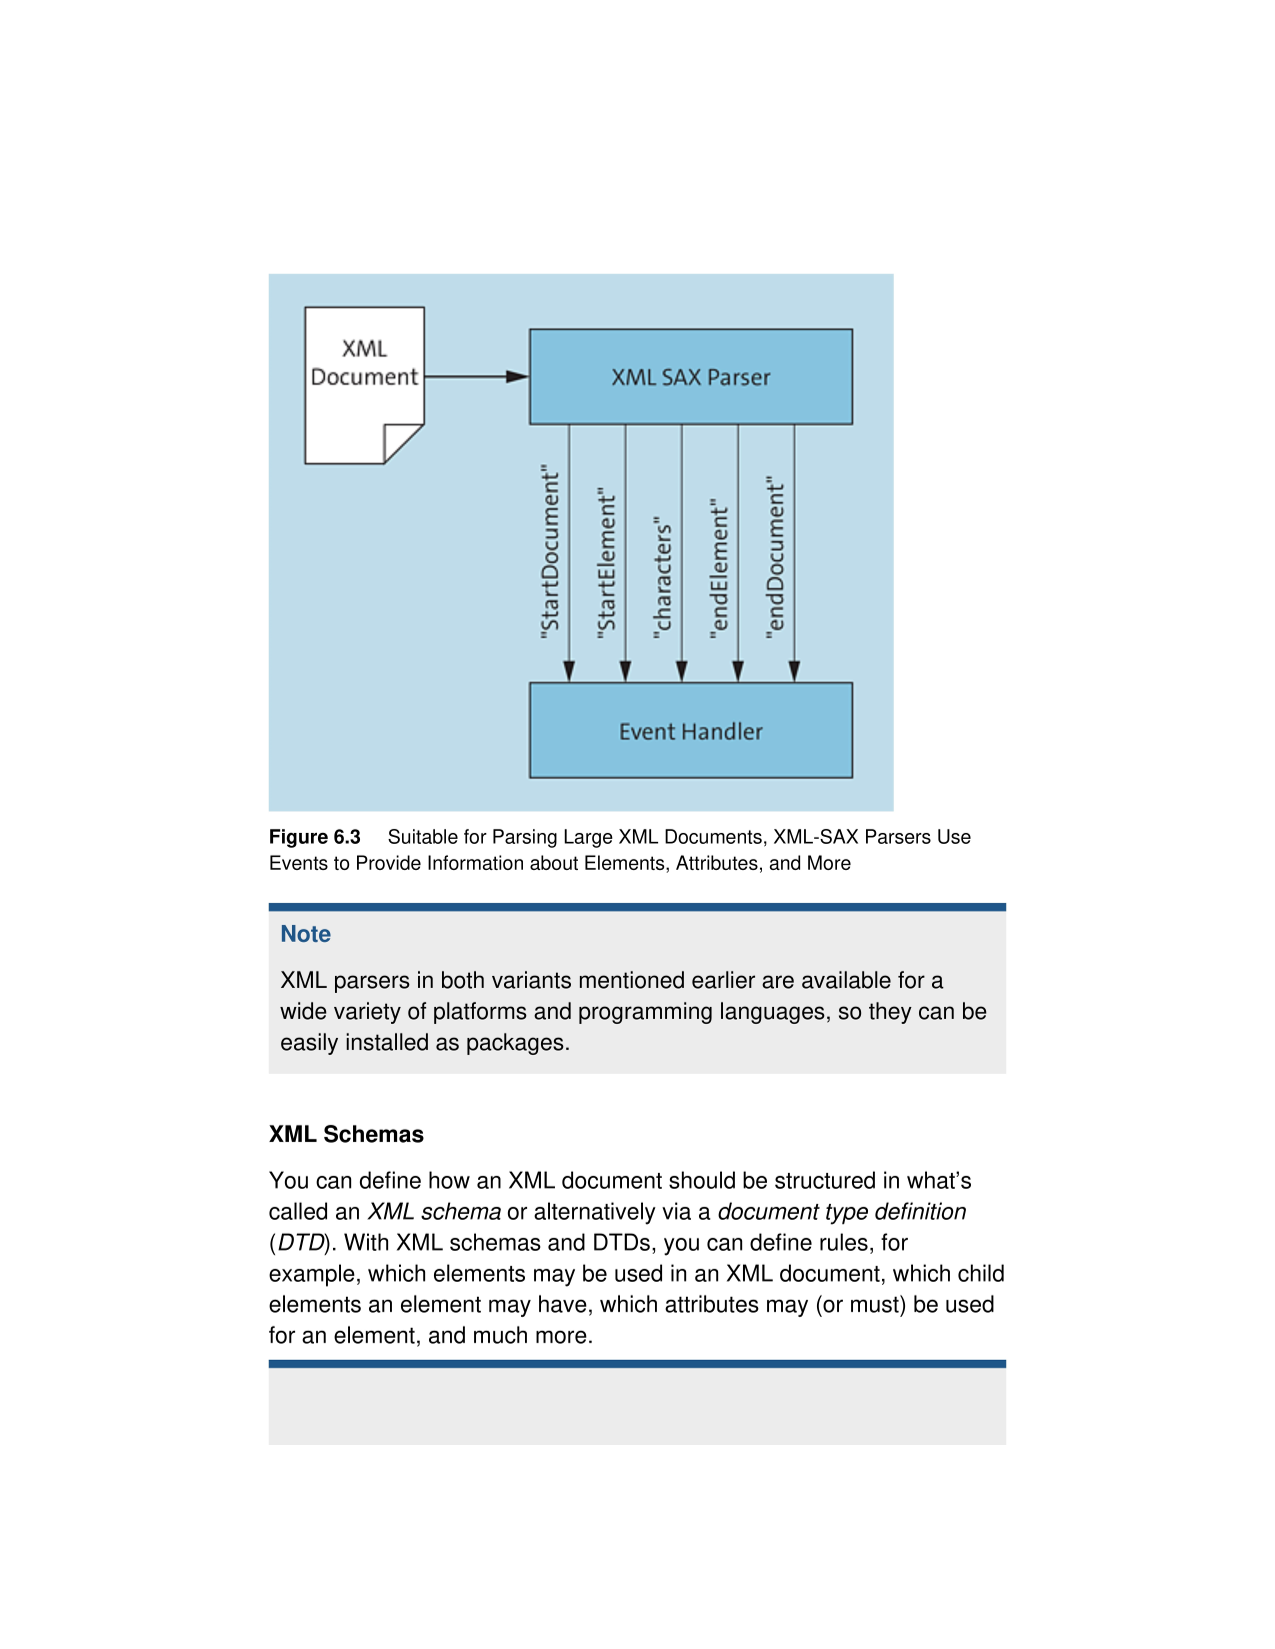 XML
Document
XML SAX Parser
"StartDocument"
"StartElement"
"characters"
"endElement"
"endDocument"
Event Handler
Figure 6.3 Suitable for Parsing Large XML Documents, XML-SAX Parsers Use
Events to Provide Information about Elements, Attributes, and More
Note
XML parsers in both variants mentioned earlier are available for a
wide variety of platforms and programming languages, so they can be
easily installed as packages.
XML Schemas
You can define how an XML document should be structured in what’s
called an XML schema or alternatively via a document type definition
(DTD). With XML schemas and DTDs, you can define rules, for
example, which elements may be used in an XML document, which child
elements an element may have, which attributes may (or must) be used
for an element, and much more.